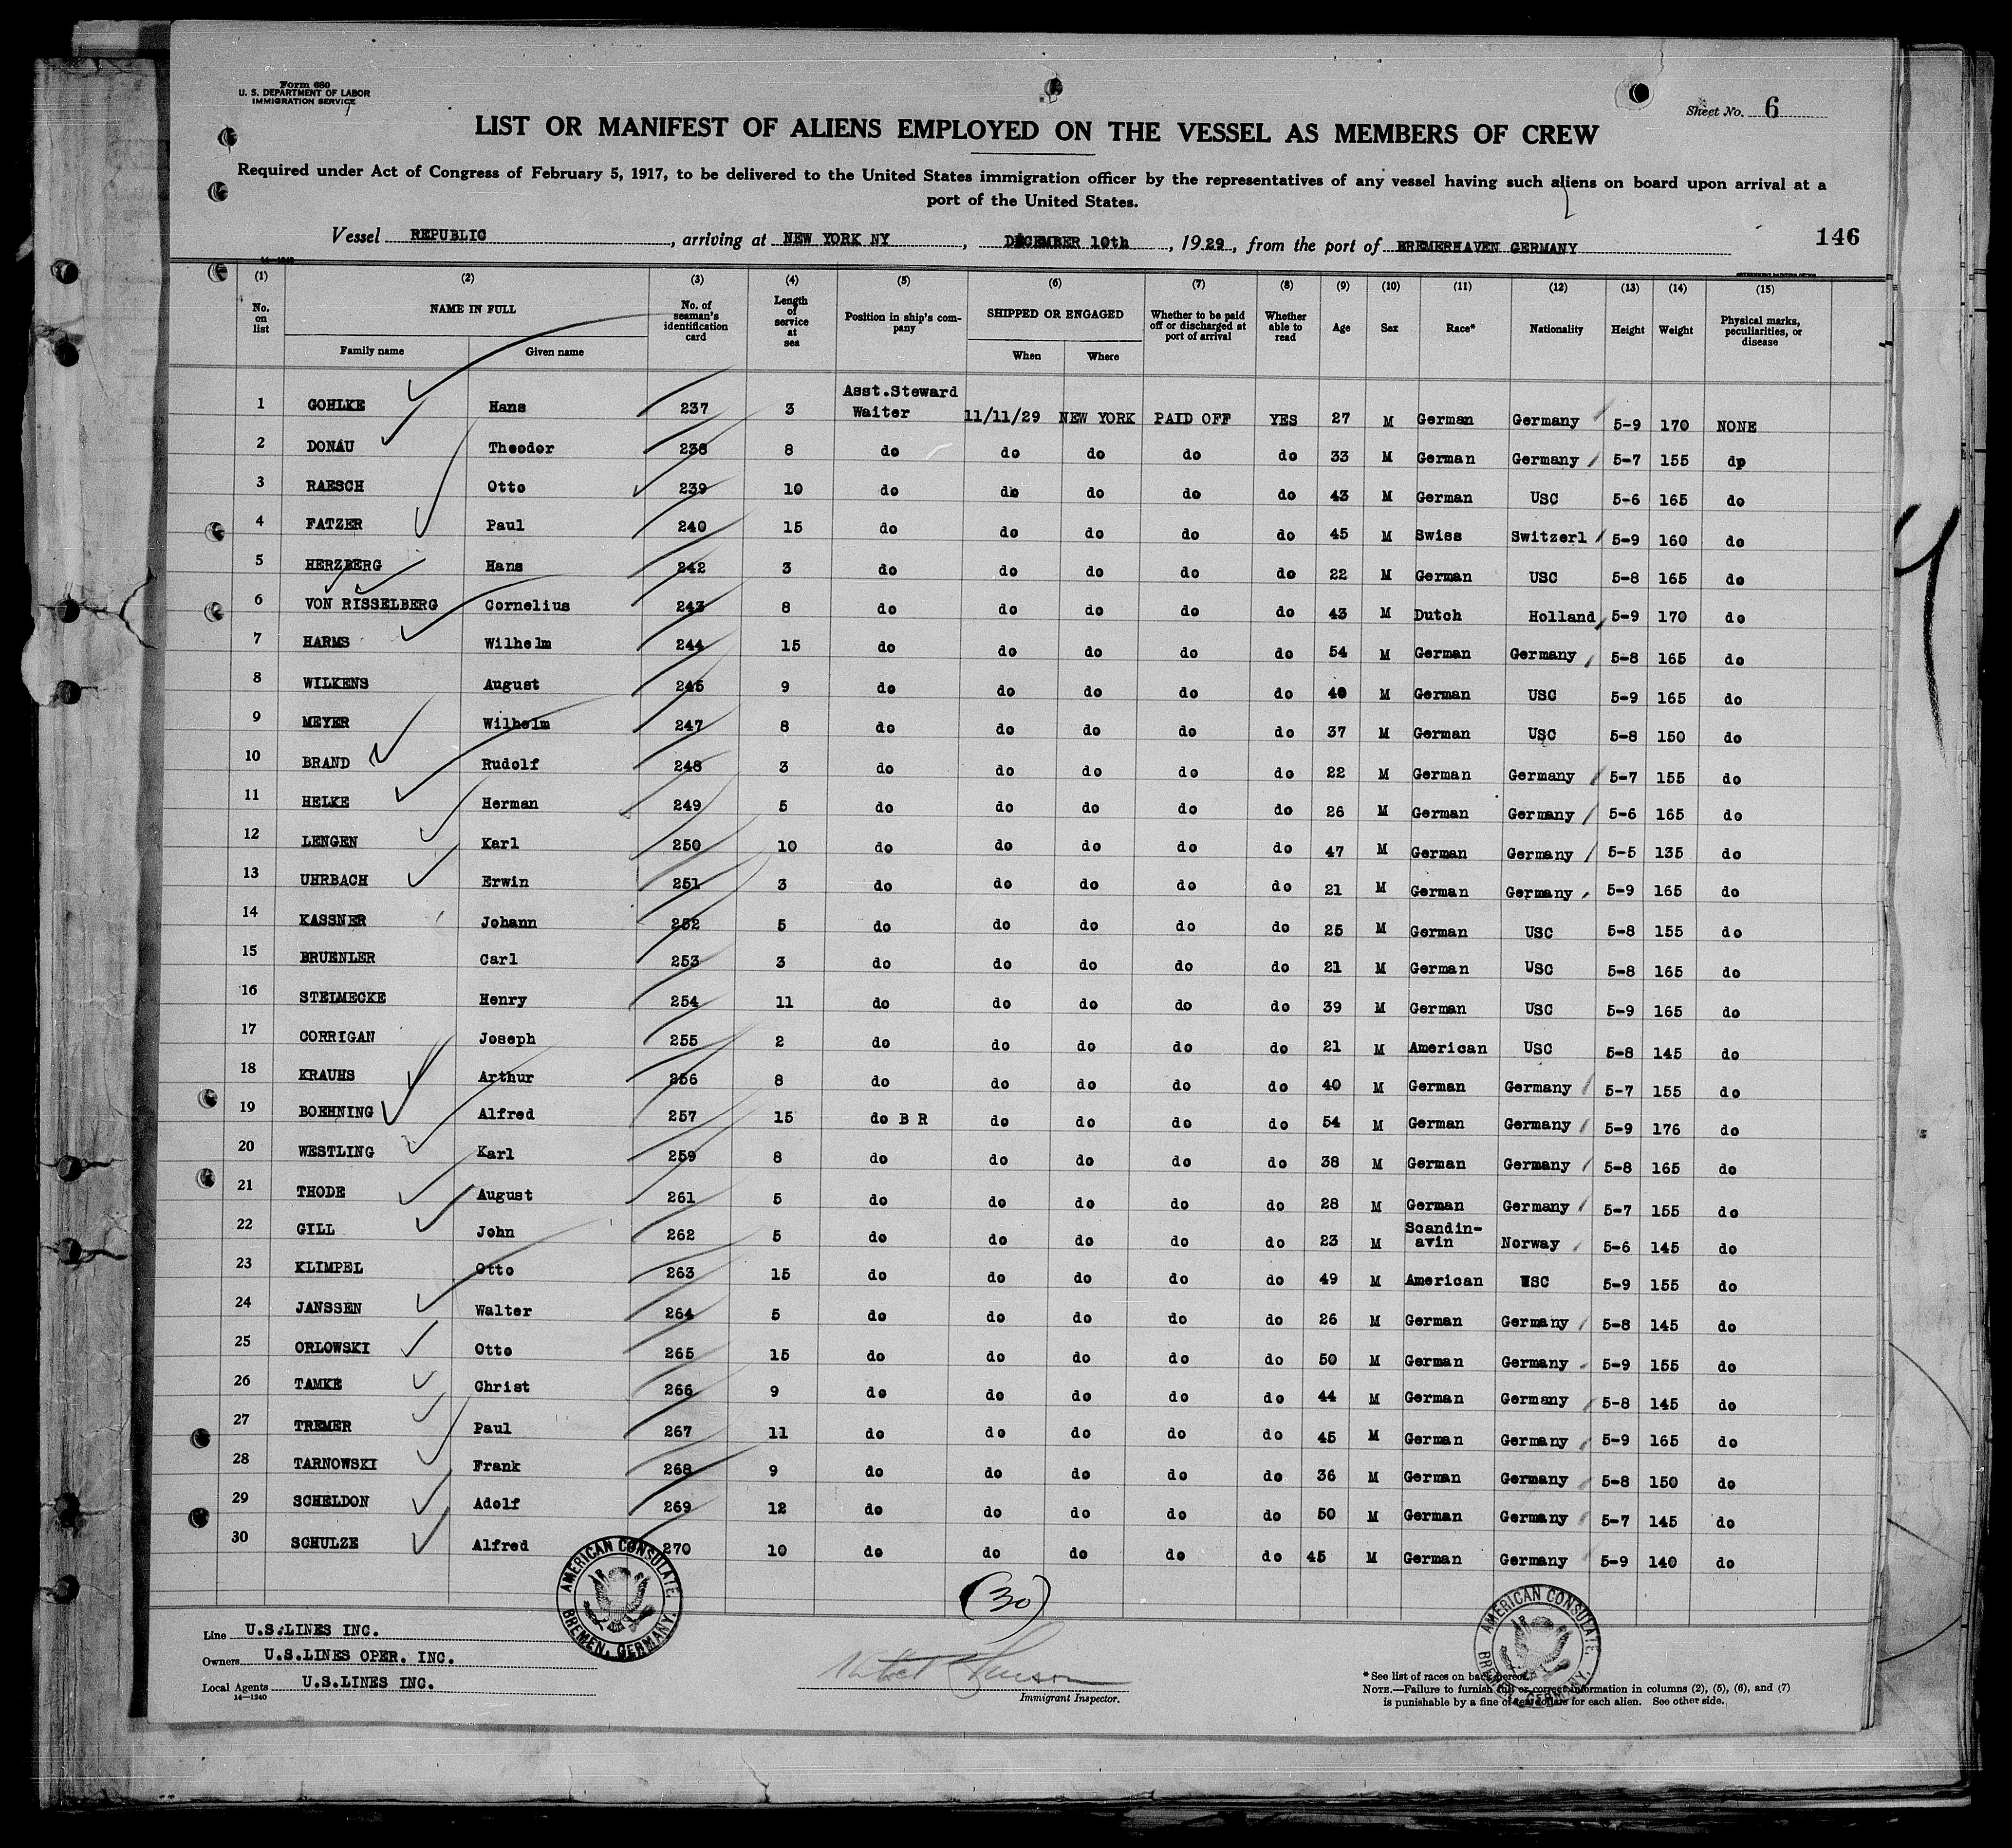 Form 680
U. S. DEPARTMENT OF LABOR
IMMIGRATION SERVICE
Sheet No. 6
LIST OR MANIFEST OF ALIENS EMPLOYED ON THE VESSEL AS MEMBERS OF CREW
Required under Act of Congress of February 5, 1917, to be delivered to the United States immigration officer by the representatives of any vessel having such aliens on board upon arrival at a
port of the United States.
Vessel REPUBLIC, arriving at NEW YORK NY, DECEMBER 10th, 1929, from the port of BREMERHAVEN GERMANY
146
(1) (2) (3) (4) (5) (6) (7) (8) (9) (10) (11) (12) (13) (14) (15)
No. on list NAME IN FULL Family name Given name No. of seaman's identification card Length of service at sea Position in ship's company SHIPPED OR ENGAGED When Where Whether to be paid off or discharged at port of arrival Whether able to read Age Sex Race* Nationality Height Weight Physical marks, peculiarities, or disease
1 GOHLKE Hans 237 3 Asst.Steward Waiter 11/11/29 NEW YORK PAID OFF YES 27 M German Germany 5-9 170 NONE
2 DONAU Theodor 238 8 do do do do do 33 M German Germany 5-7 155 dp
3 RAESCH Otto 239 10 do do do do do 43 M German USC 5-6 165 do
4 FATZER Paul 240 15 do do do do do 45 M Swiss Switzerl 5-9 160 do
5 HERZBERG Hans 242 3 do do do do do 22 M German USC 5-8 165 do
6 VON RISSELBERG Cornelius 243 8 do do do do do 43 M Dutch Holland 5-9 170 do
7 HARMS Wilhelm 244 15 do do do do do 54 M German Germany 5-8 165 do
8 WILKENS August 245 9 do do do do do 40 M German USC 5-9 165 do
9 MEYER Wilhelm 247 8 do do do do do 37 M German USC 5-8 150 do
10 BRAND Rudolf 248 3 do do do do do 22 M German Germany 5-7 155 do
11 HELKE Herman 249 5 do do do do do 26 M German Germany 5-6 165 do
12 LENGEN Karl 250 10 do do do do do 47 M German Germany 5-5 135 do
13 UHRBACH Erwin 251 3 do do do do do 21 M German Germany 5-9 165 do
14 KASSNER Johann 252 5 do do do do do 25 M German USC 5-8 155 do
15 BRUENLER Carl 253 3 do do do do do 21 M German USC 5-8 165 do
16 STELMECKE Henry 254 11 do do do do do 39 M German USC 5-9 165 do
17 CORRIGAN Joseph 255 2 do do do do do 21 M American USC 5-8 145 do
18 KRAUHS Arthur 256 8 do do do do do 40 M German Germany 5-7 155 do
19 BOEHNING Alfred 257 15 do B R do do do do 54 M German Germany 5-9 176 do
20 WESTLING Karl 259 8 do do do do do 38 M German Germany 5-8 165 do
21 THODE August 261 5 do do do do do 28 M German Germany 5-7 155 do
22 GILL John 262 5 do do do do do 23 M Scandin-avin Norway 5-6 145 do
23 KLIMPEL Otto 263 15 do do do do do 49 M American USC 5-9 155 do
24 JANSSEN Walter 264 5 do do do do do 26 M German Germany 5-8 145 do
25 ORLOWSKI Otto 265 15 do do do do do 50 M German Germany 5-9 155 do
26 TAMKE Christ 266 9 do do do do do 44 M German Germany 5-8 145 do
27 TREMER Paul 267 11 do do do do do 45 M German Germany 5-9 165 do
28 TARNOWSKI Frank 268 9 do do do do do 36 M German Germany 5-8 150 do
29 SCHELDON Adolf 269 12 do do do do do 50 M German Germany 5-7 145 do
30 SCHULZE Alfred 270 10 do do do do do 45 M German Germany 5-9 140 do
(30)
AMERICAN CONSULATE, BREMEN, GERMANY.
AMERICAN CONSULATE, BREMEN, GERMANY.
Line U.S.LINES INC.
Owners U.S.LINES OPER. INC.
Local Agents U.S.LINES INC.
14—1240
Immigrant Inspector.
* See list of races on back hereof.
NOTE.—Failure to furnish full or correct information in columns (2), (5), (6), and (7)
is punishable by a fine of ten dollars for each alien. See other side.